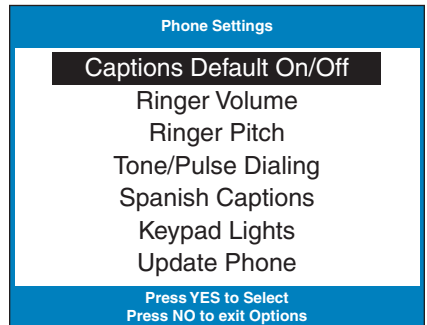 Phone Settings
Captions Default On/Off
Ringer Volume
Ringer Pitch
Tone/Pulse Dialing
Spanish Captions
Keypad Lights
Update Phone
Press YES to Select
Press NO to exit Options